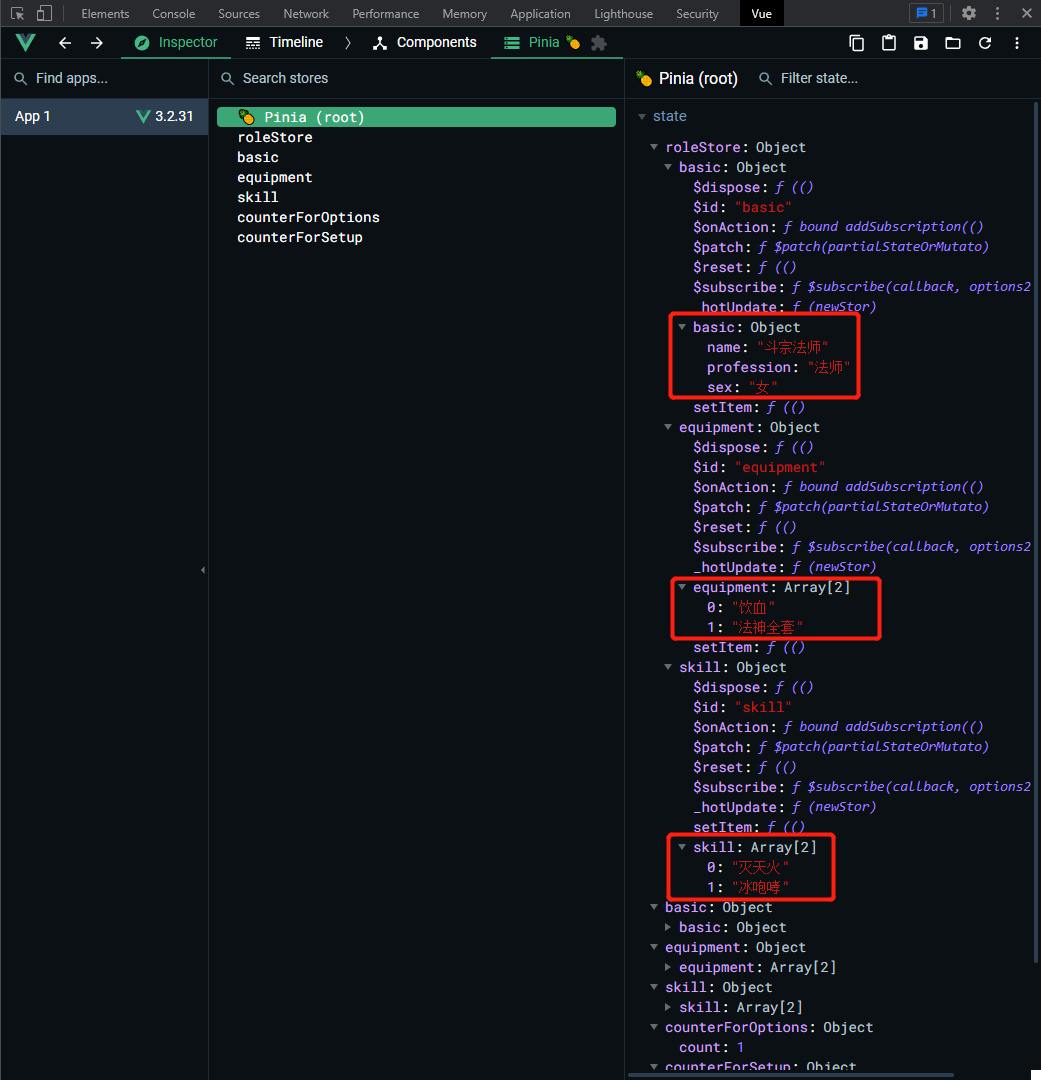 Elements Console Sources Network Performance Memory Application Lighthouse Security Vue 1
Inspector Timeline Components Pinia
Find apps... Search stores Pinia (root) Filter state...
App 1 3.2.31
Pinia (root)
roleStore
basic
equipment
skill
counterForOptions
counterForSetup
state
roleStore: Object
basic: Object
$dispose: ƒ (()
$id: "basic"
$onAction: ƒ bound addSubscription(()
$patch: ƒ $patch(partialStateOrMutato)
$reset: ƒ (()
$subscribe: ƒ $subscribe(callback, options2
_hotUpdate: ƒ (newStor)
basic: Object
name: "斗宗法师"
profession: "法师"
sex: "女"
setItem: ƒ (()
equipment: Object
$dispose: ƒ (()
$id: "equipment"
$onAction: ƒ bound addSubscription(()
$patch: ƒ $patch(partialStateOrMutato)
$reset: ƒ (()
$subscribe: ƒ $subscribe(callback, options2
_hotUpdate: ƒ (newStor)
equipment: Array[2]
0: "饮血"
1: "法神全套"
setItem: ƒ (()
skill: Object
$dispose: ƒ (()
$id: "skill"
$onAction: ƒ bound addSubscription(()
$patch: ƒ $patch(partialStateOrMutato)
$reset: ƒ (()
$subscribe: ƒ $subscribe(callback, options2
_hotUpdate: ƒ (newStor)
setItem: ƒ (()
skill: Array[2]
0: "灭天火"
1: "冰咆哮"
basic: Object
basic: Object
equipment: Object
equipment: Array[2]
skill: Object
skill: Array[2]
counterForOptions: Object
count: 1
counterForSetup: Object